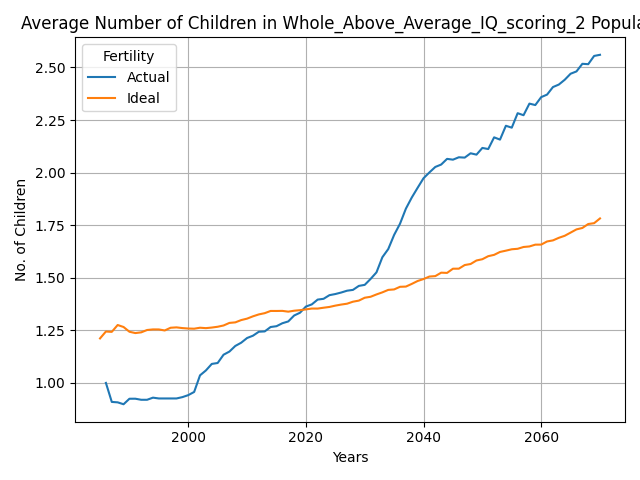 Average Number of Children in Whole_Above_Average_IQ_scoring_2 Popula
Fertility
Actual
Ideal
2.50
2.25
2.00
1.75
1.50
1.25
1.00
No. of Children
2000
2020
2040
2060
Years